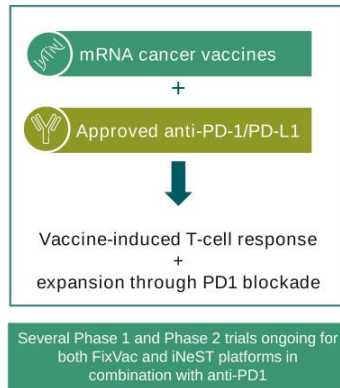 mRNA cancer vaccines
+
Approved anti-PD-1/PD-L1
Vaccine-induced T-cell response
+
expansion through PD1 blockade
Several Phase 1 and Phase 2 trials ongoing for
both FixVac and iNeST platforms in
combination with anti-PD1